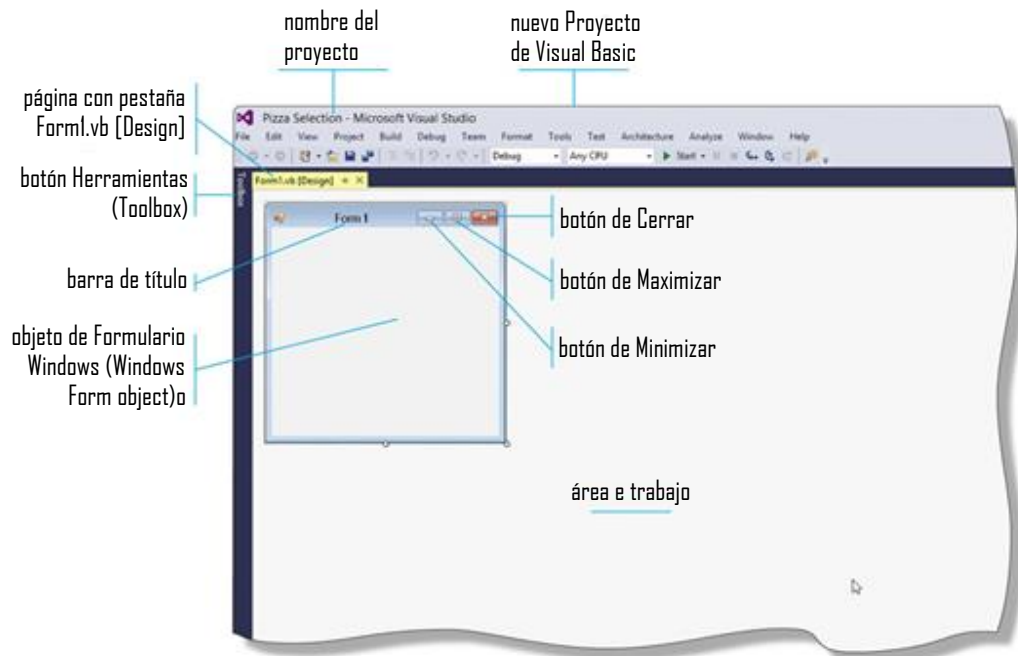 nombre del
proyecto
nuevo Proyecto
de Visual Basic
página con pestaña
Form1.vb [Design]
botón Herramientas
(Toolbox)
barra de título
objeto de Formulario
Windows (Windows
Form object)o
Pizza Selection - Microsoft Visual Studio
File Edit View Project Build Debug Team Format Tools Test Architecture Analyze Window Help
Debug Any CPU Start
Toolbox
Form1.vb [Design]
Form 1
botón de Cerrar
botón de Maximizar
botón de Minimizar
área e trabajo